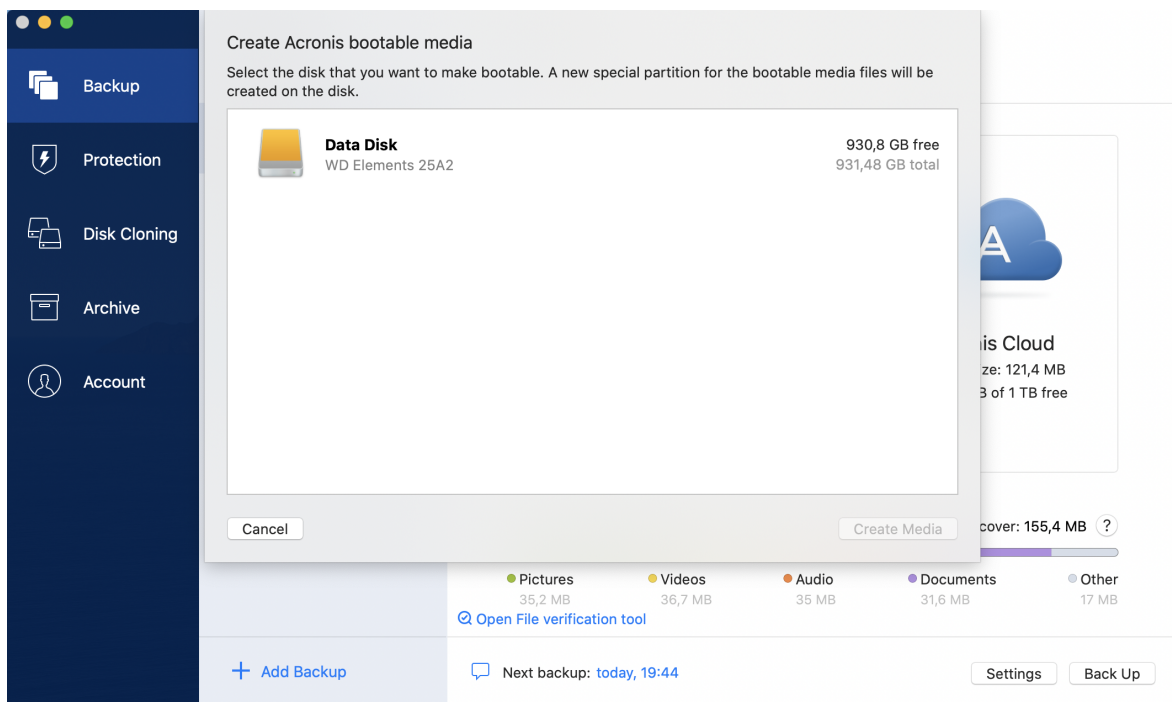 Backup
Protection
Disk Cloning
Archive
Account
Create Acronis bootable media
Select the disk that you want to make bootable. A new special partition for the bootable media files will be
created on the disk.
Data Disk
WD Elements 25A2
930,8 GB free
931,48 GB total
Cancel
Create Media
A
is Cloud
ze: 121,4 MB
B of 1 TB free
cover: 155,4 MB ?
Pictures Videos Audio Documents Other
35,2 MB 36,7 MB 35 MB 31,6 MB 17 MB
Open File verification tool
Add Backup
Next backup: today, 19:44
Settings
Back Up